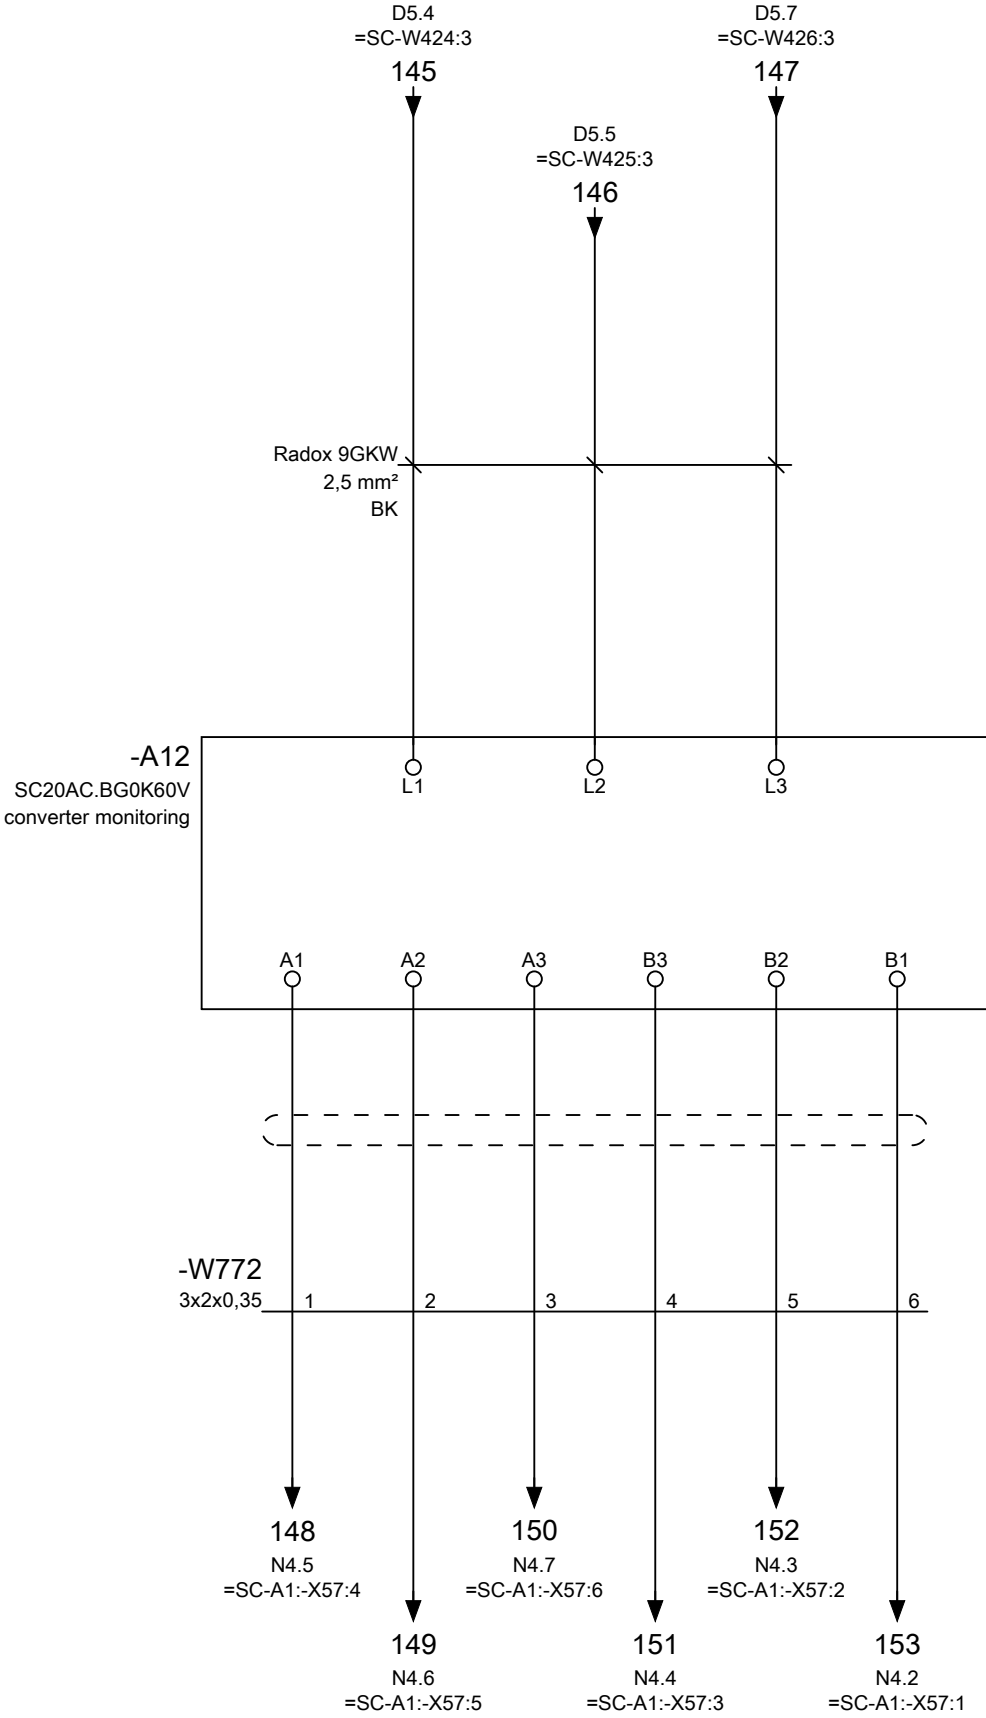 D5.4
=SC-W424:3
145
D5.7
=SC-W426:3
147
D5.5
=SC-W425:3
146
Radox 9GKW
2,5 mm²
BK
-A12
SC20AC.BG0K60V
converter monitoring
L1
L2
L3
A1
A2
A3
B3
B2
B1
-W772
3x2x0,35
1
2
3
4
5
6
148
N4.5
=SC-A1:-X57:4
150
N4.7
=SC-A1:-X57:6
152
N4.3
=SC-A1:-X57:2
149
N4.6
=SC-A1:-X57:5
151
N4.4
=SC-A1:-X57:3
153
N4.2
=SC-A1:-X57:1